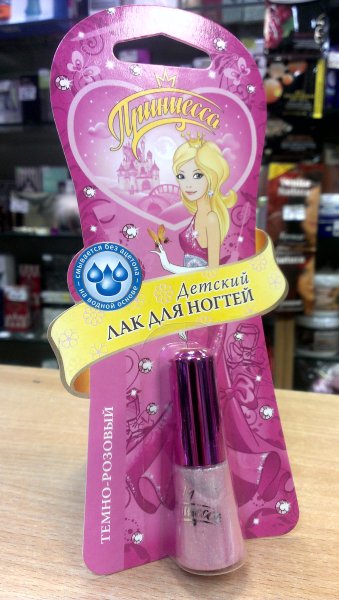 Принцесса
смывается без ацетона
на водной основе
Детский
ЛАК ДЛЯ НОГТЕЙ
ТЕМНО-РОЗОВЫЙ